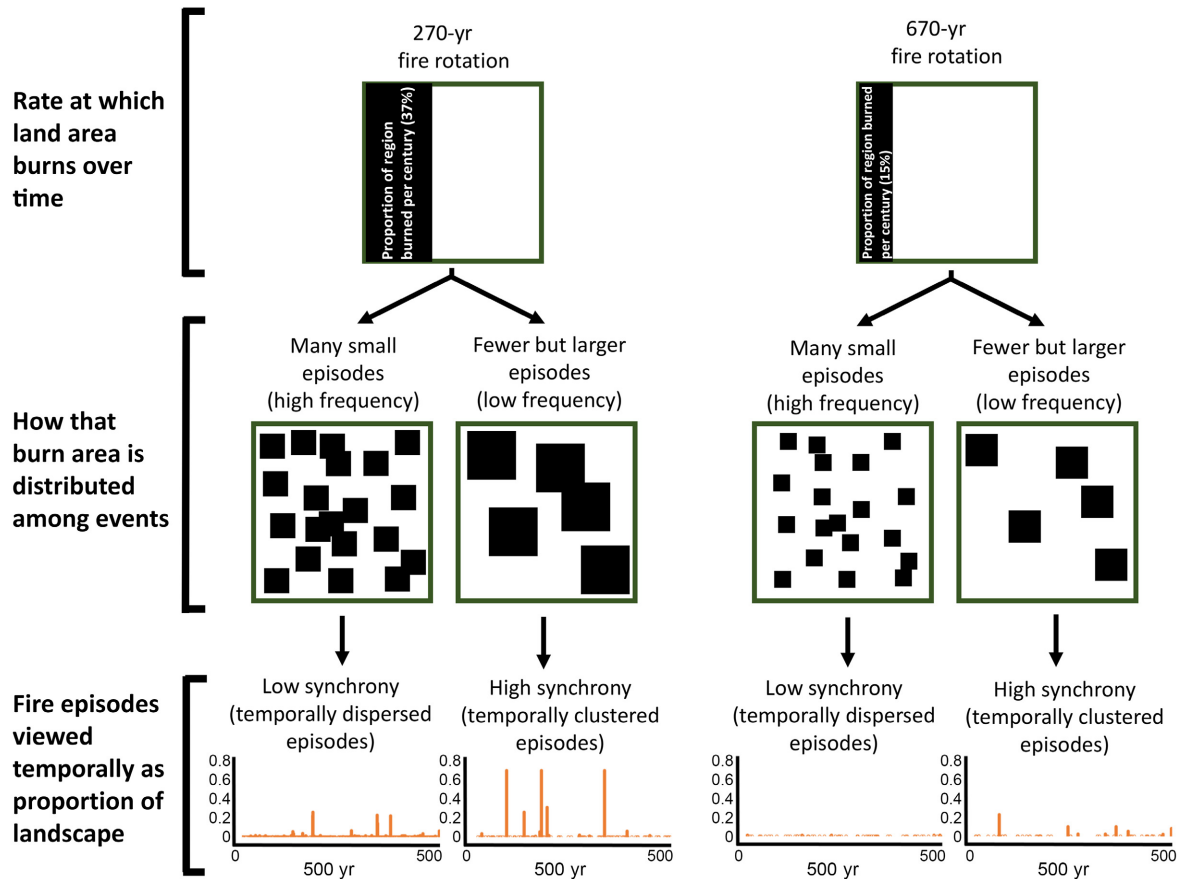 Rate at which
land area
burns over
time
270-yr
fire rotation
Proportion of region
burned per century (37%)
670-yr
fire rotation
Proportion of region burned
per century (15%)
How that
burn area is
distributed
among events
Many small
episodes
(high frequency)
Fewer but larger
episodes
(low frequency)
Many small
episodes
(high frequency)
Fewer but larger
episodes
(low frequency)
Fire episodes
viewed
temporally as
proportion of
landscape
Low synchrony
(temporally dispersed
episodes)
0.8
0.6
0.4
0.2
0
0
500
500 yr
High synchrony
(temporally clustered
episodes)
0.8
0.6
0.4
0.2
0
0
500
500 yr
Low synchrony
(temporally dispersed
episodes)
0.8
0.6
0.4
0.2
0
0
500
500 yr
High synchrony
(temporally clustered
episodes)
0.8
0.6
0.4
0.2
0
0
500
500 yr